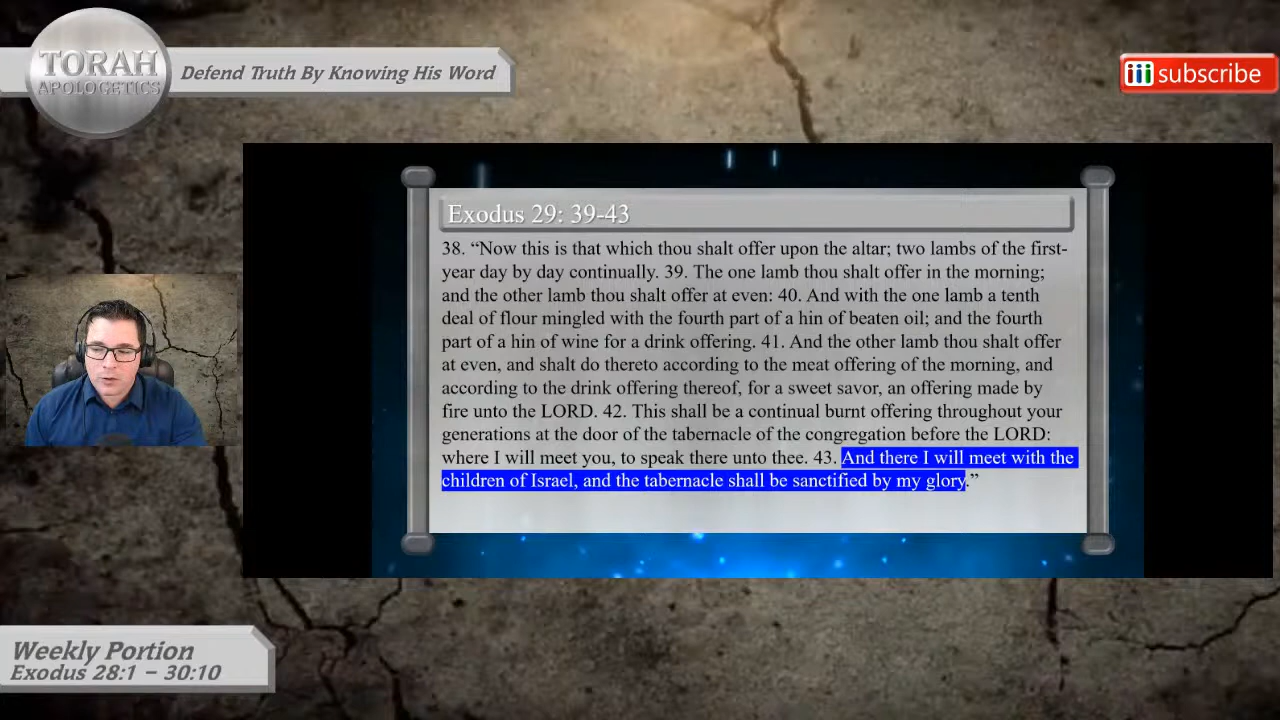 TORAH
APOLOGETICS
Defend Truth By Knowing His Word
subscribe
Exodus 29: 39-43
38. “Now this is that which thou shalt offer upon the altar; two lambs of the first-
year day by day continually. 39. The one lamb thou shalt offer in the morning;
and the other lamb thou shalt offer at even: 40. And with the one lamb a tenth
deal of flour mingled with the fourth part of a hin of beaten oil; and the fourth
part of a hin of wine for a drink offering. 41. And the other lamb thou shalt offer
at even, and shalt do thereto according to the meat offering of the morning, and
according to the drink offering thereof, for a sweet savor, an offering made by
fire unto the LORD. 42. This shall be a continual burnt offering throughout your
generations at the door of the tabernacle of the congregation before the LORD:
where I will meet you, to speak there unto thee. 43. And there I will meet with the
children of Israel, and the tabernacle shall be sanctified by my glory.”
Weekly Portion
Exodus 28:1 – 30:10